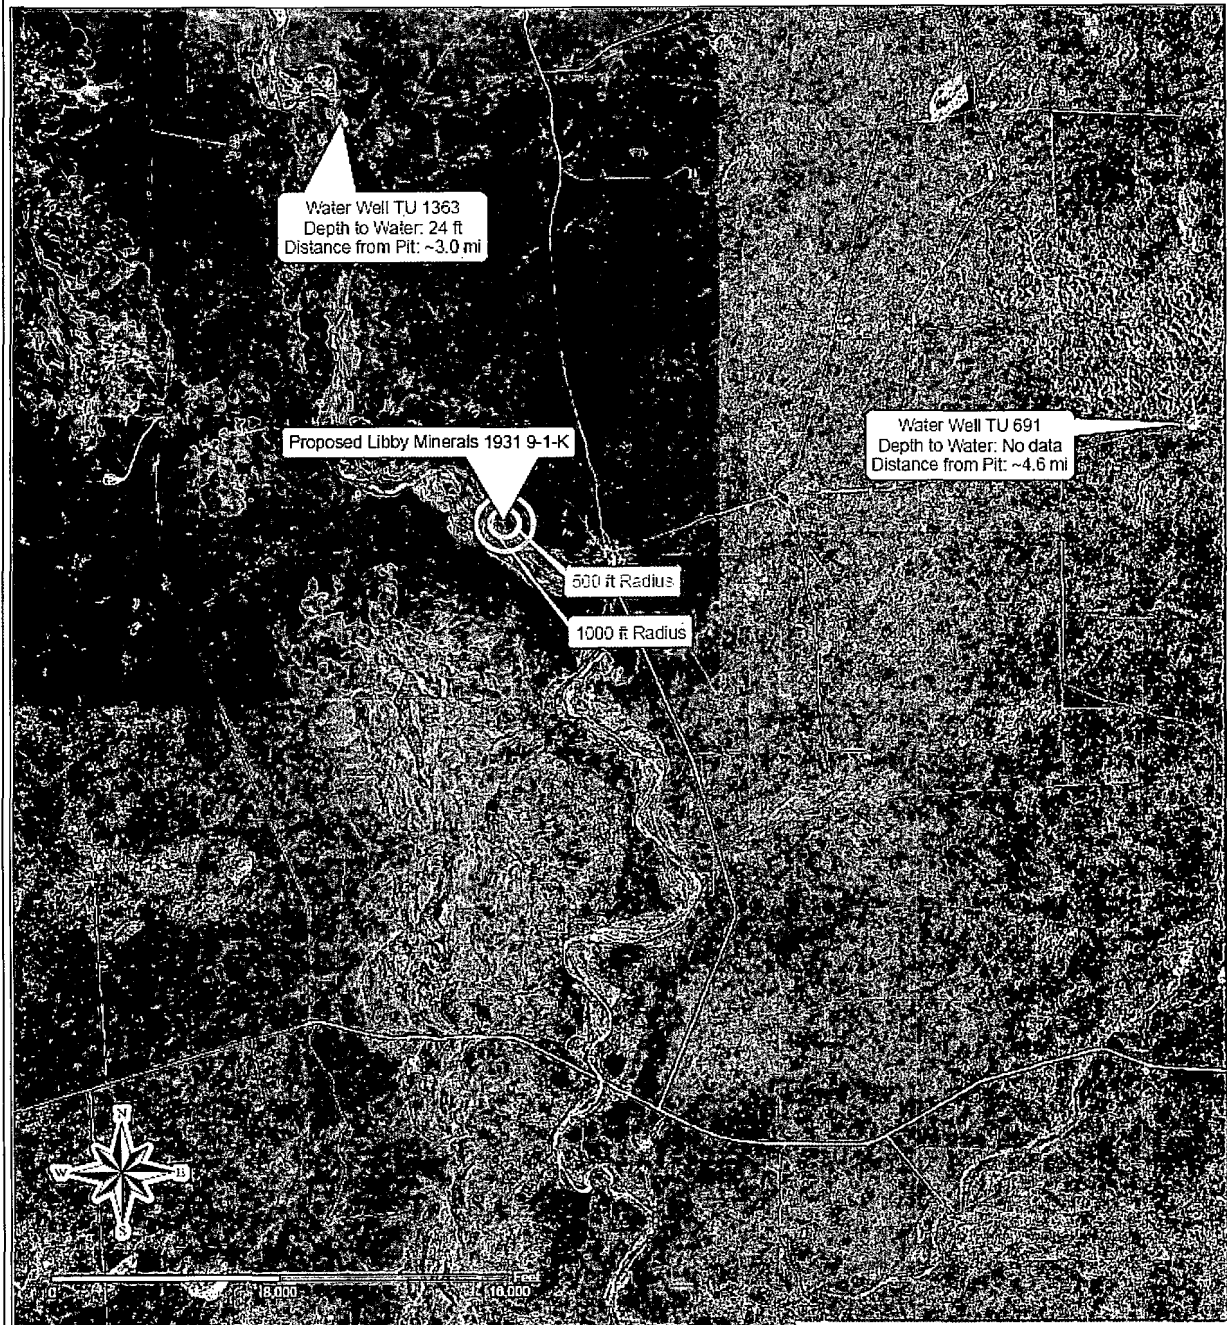 Water Well TU 1363
Depth to Water: 24 ft
Distance from Pit: ~3.0 mi
Water Well TU 691
Depth to Water: No data
Distance from Pit: ~4.6 mi
Proposed Libby Minerals 1931 9-1-K
500 ft Radius
1000 ft Radius
N
W
E
S
0
8,000
16,000